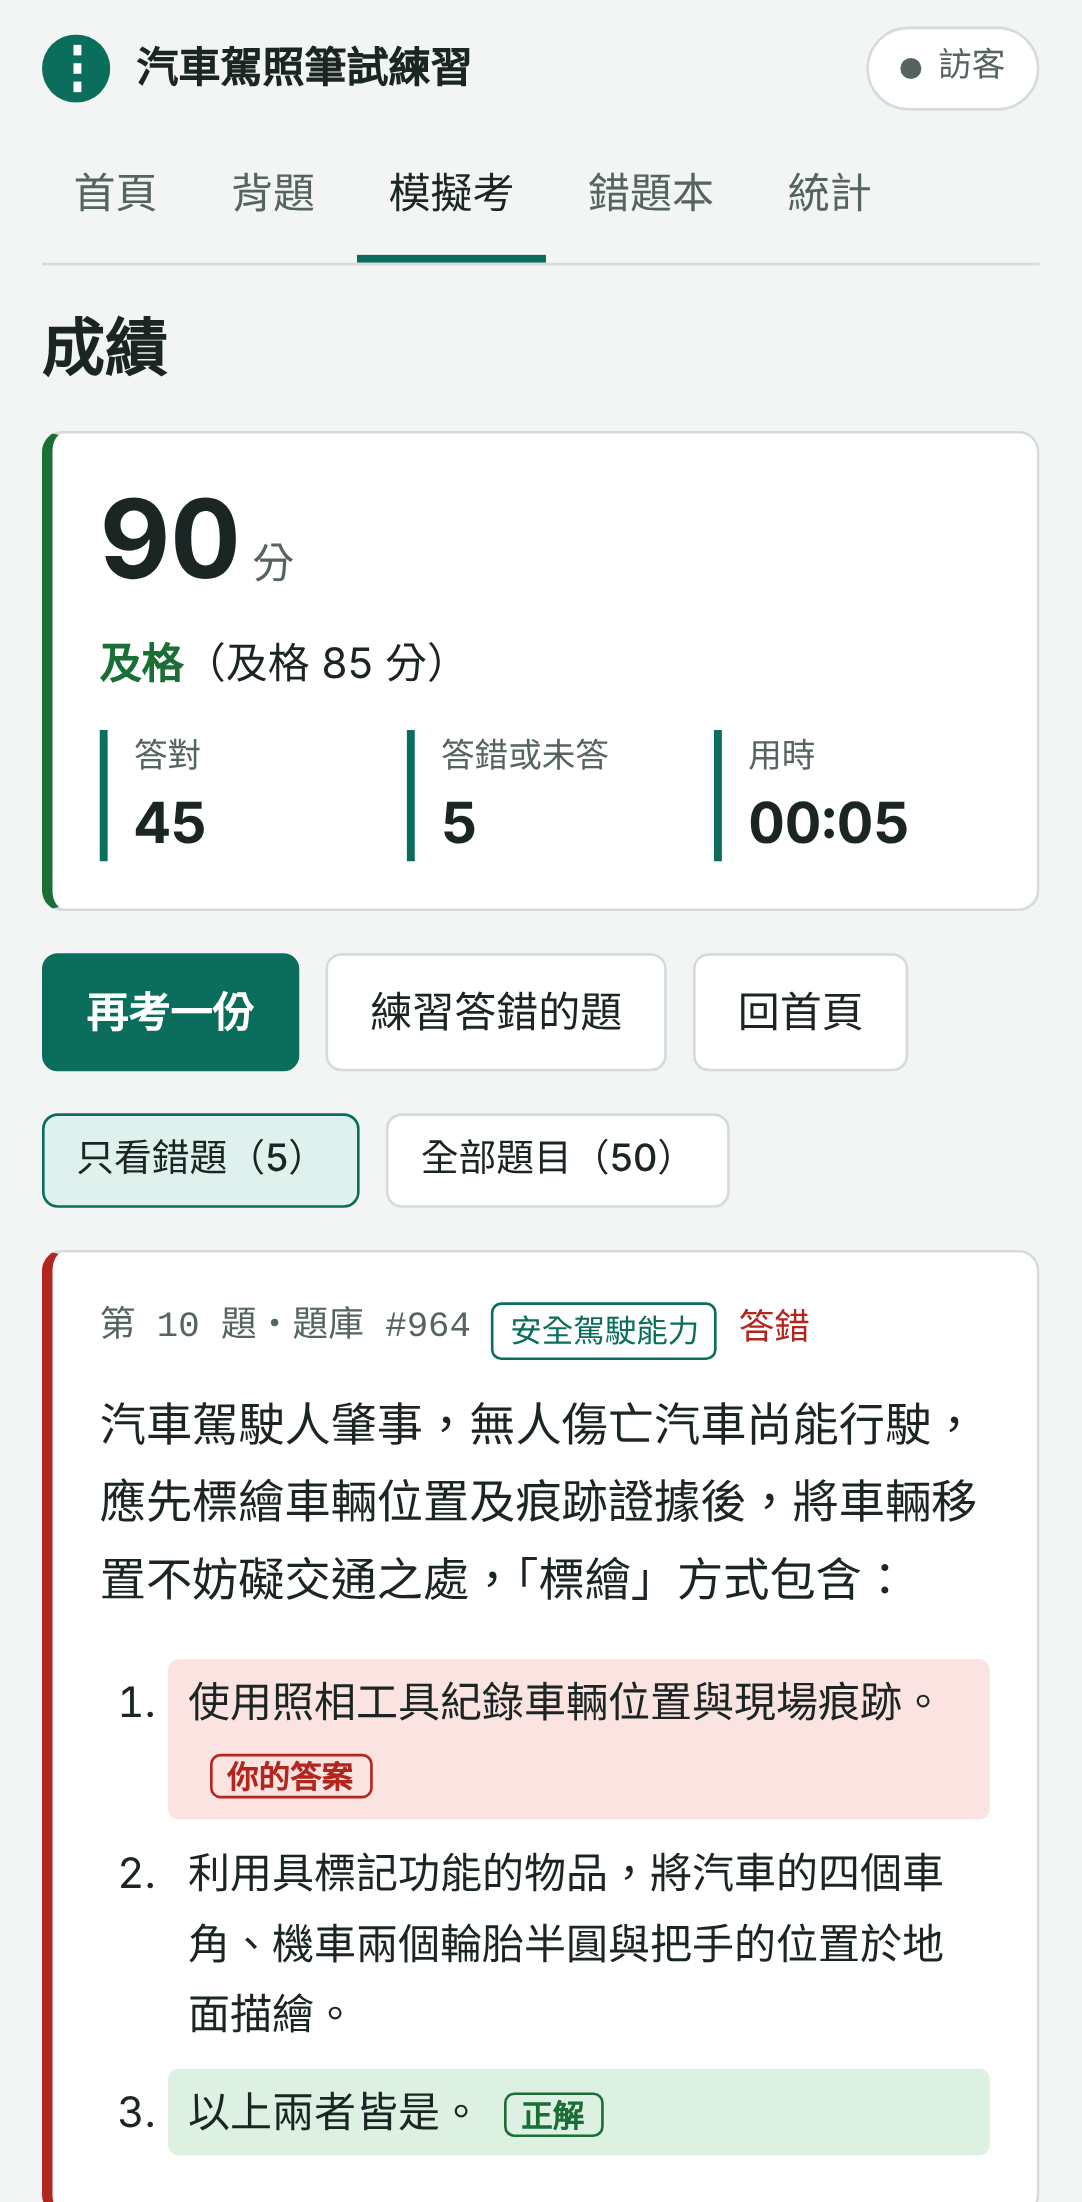 汽車駕照筆試練習
訪客
首頁 背題 模擬考 錯題本 統計
成績
90 分
及格（及格 85 分）
答對 答錯或未答 用時
45 5 00:05
再考一份 練習答錯的題 回首頁
只看錯題（5） 全部題目（50）
第 10 題・題庫 #964 安全駕駛能力 答錯
汽車駕駛人肇事，無人傷亡汽車尚能行駛，
應先標繪車輛位置及痕跡證據後，將車輛移
置不妨礙交通之處，「標繪」方式包含：
1. 使用照相工具紀錄車輛位置與現場痕跡。
你的答案
2. 利用具標記功能的物品，將汽車的四個車
角、機車兩個輪胎半圓與把手的位置於地
面描繪。
3. 以上兩者皆是。 正解